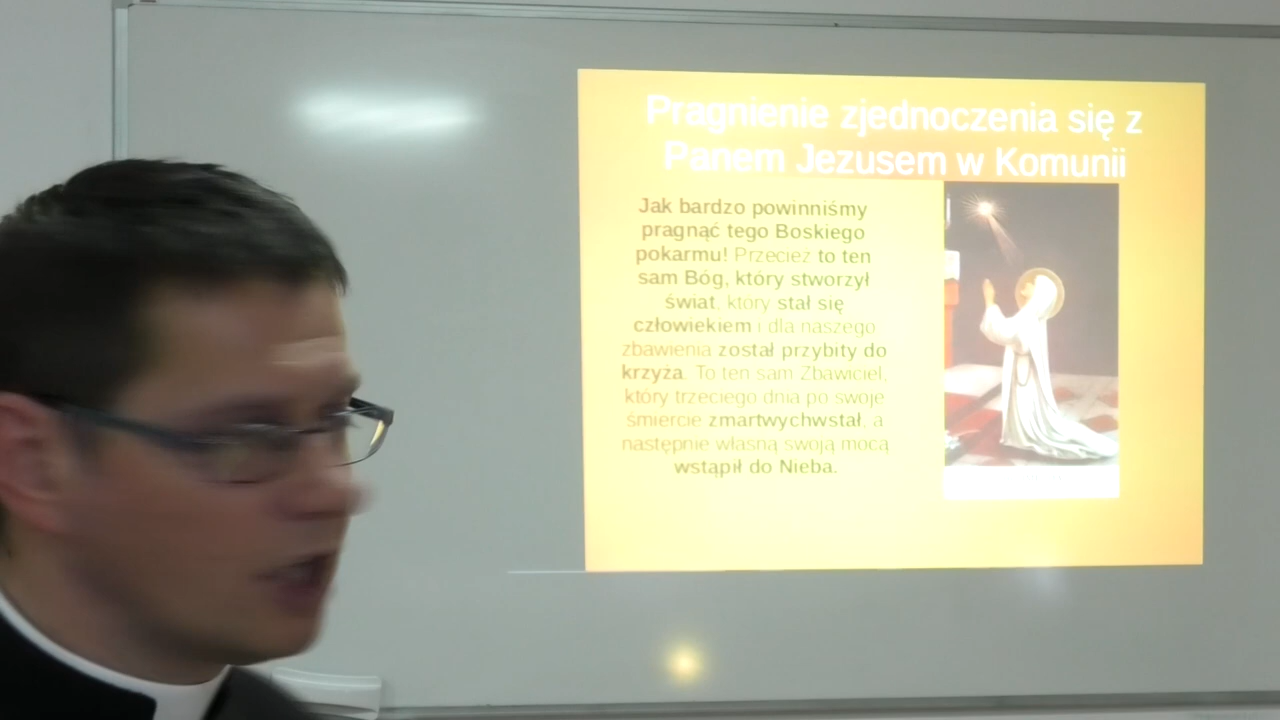 Pragnienie zjednoczenia się z
Panem Jezusem w Komunii
Jak bardzo powinniśmy
pragnąć tego Boskiego
pokarmu! Przecież to ten
sam Bóg, który stworzył
świat, który stał się
człowiekiem i dla naszego
zbawienia został przybity do
krzyża. To ten sam Zbawiciel,
który trzeciego dnia po swoje
śmiercie zmartwychwstał, a
następnie własną swoją mocą
wstąpił do Nieba.